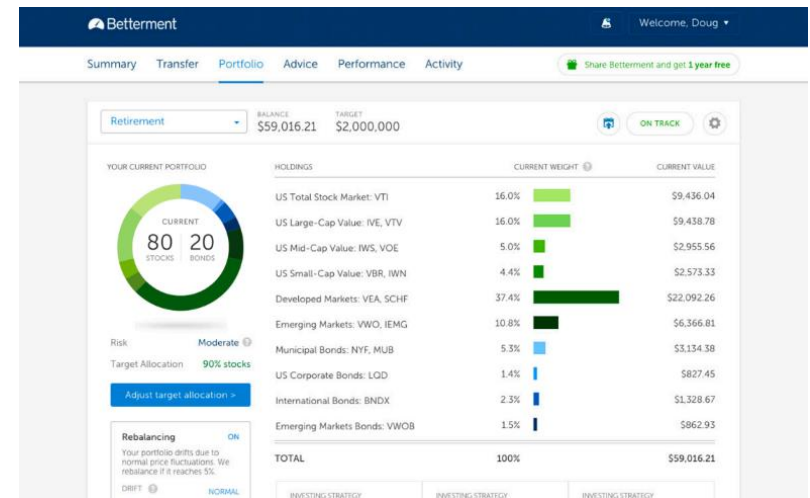 Betterment
Welcome, Doug
Summary Transfer Portfolio Advice Performance Activity
Share Betterment and get 1 year free
Retirement
BALANCE
$59,016.21
TARGET
$2,000,000
ON TRACK
YOUR CURRENT PORTFOLIO
CURRENT
80 20
STOCKS BONDS
Risk Moderate
Target Allocation 90% stocks
Adjust target allocation >
Rebalancing ON
Your portfolio drifts due to
normal price fluctuations. We
rebalance if it reaches 5%.
DRIFT NORMAL
HOLDINGS CURRENT WEIGHT CURRENT VALUE
US Total Stock Market: VTI 16.0% $9,436.04
US Large-Cap Value: IVE, VTV 16.0% $9,438.78
US Mid-Cap Value: IWS, VOE 5.0% $2,955.56
US Small-Cap Value: VBR, IWN 4.4% $2,573.33
Developed Markets: VEA, SCHF 37.4% $22,092.26
Emerging Markets: VWO, IEMG 10.8% $6,366.81
Municipal Bonds: NYF, MUB 5.3% $3,134.38
US Corporate Bonds: LQD 1.4% $827.45
International Bonds: BNDX 2.3% $1,328.67
Emerging Markets Bonds: VWOB 1.5% $862.93
TOTAL 100% $59,016.21
INVESTING STRATEGY INVESTING STRATEGY INVESTING STRATEGY